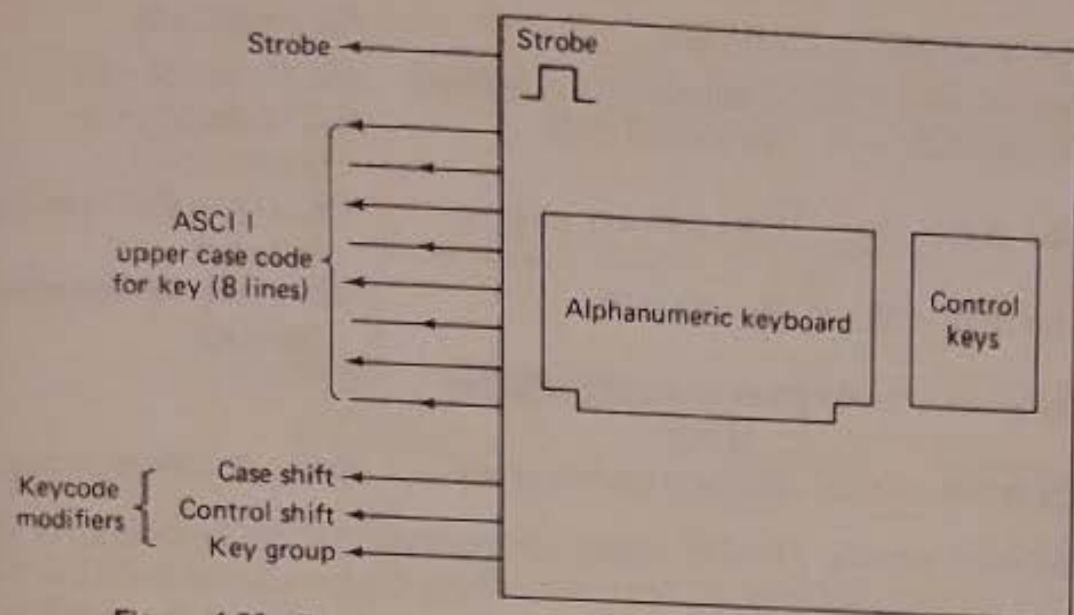 Strobe
Strobe
ASCI I
upper case code
for key (8 lines)
Alphanumeric keyboard
Control
keys
Keycode
modifiers
Case shift
Control shift
Key group